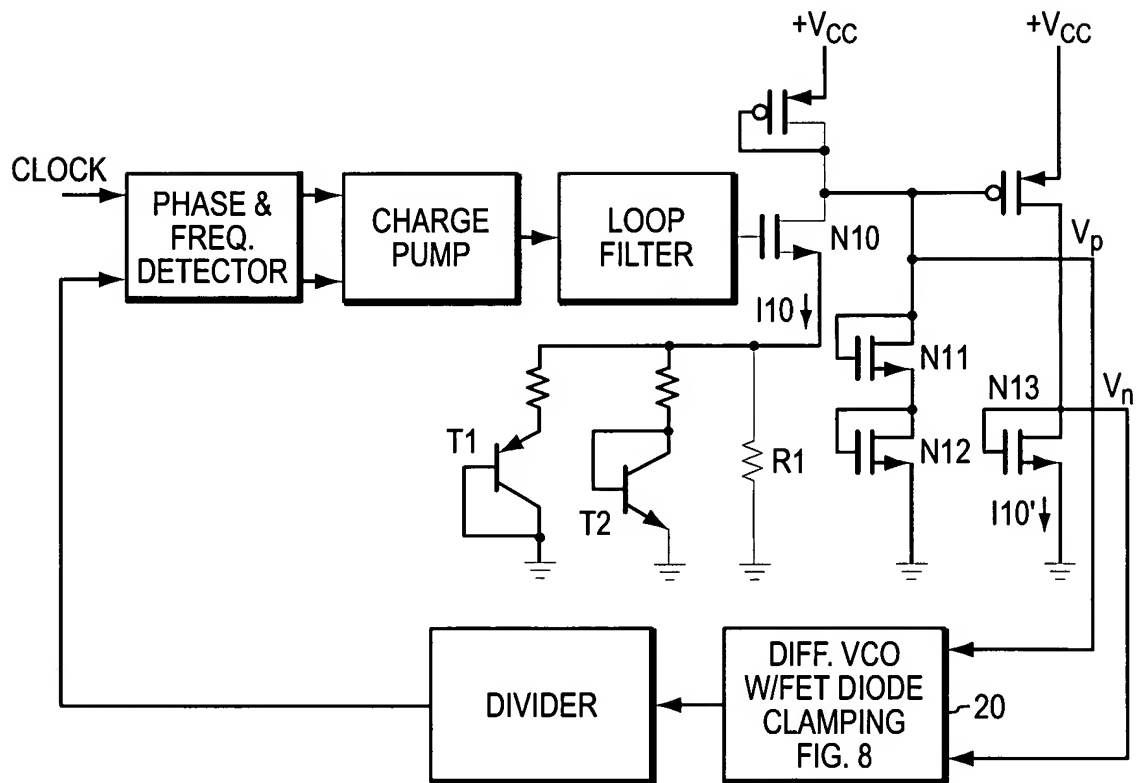 +VCC
+VCC
CLOCK
PHASE &
FREQ.
DETECTOR
CHARGE
PUMP
LOOP
FILTER
N10
Vp
I10
N11
N13
Vn
T1
R1
N12
T2
I10'
DIVIDER
DIFF. VCO
W/FET DIODE
CLAMPING
FIG. 8
20